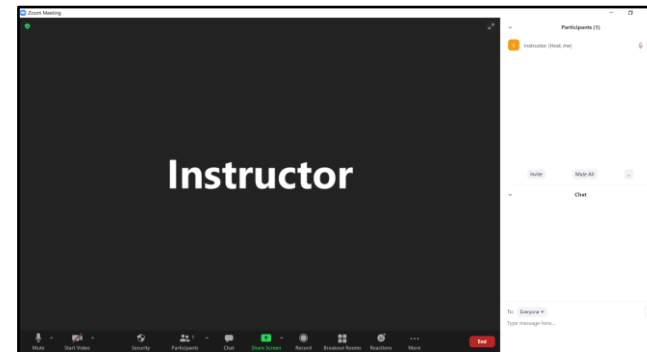 Zoom Meeting
Instructor
Mute
Start Video
Security
Participants
1
Chat
Share Screen
Record
Breakout Rooms
Reactions
More
End
Participants (1)
Instructor (Host, me)
Invite
Mute All
...
Chat
To: Everyone
Type message here...